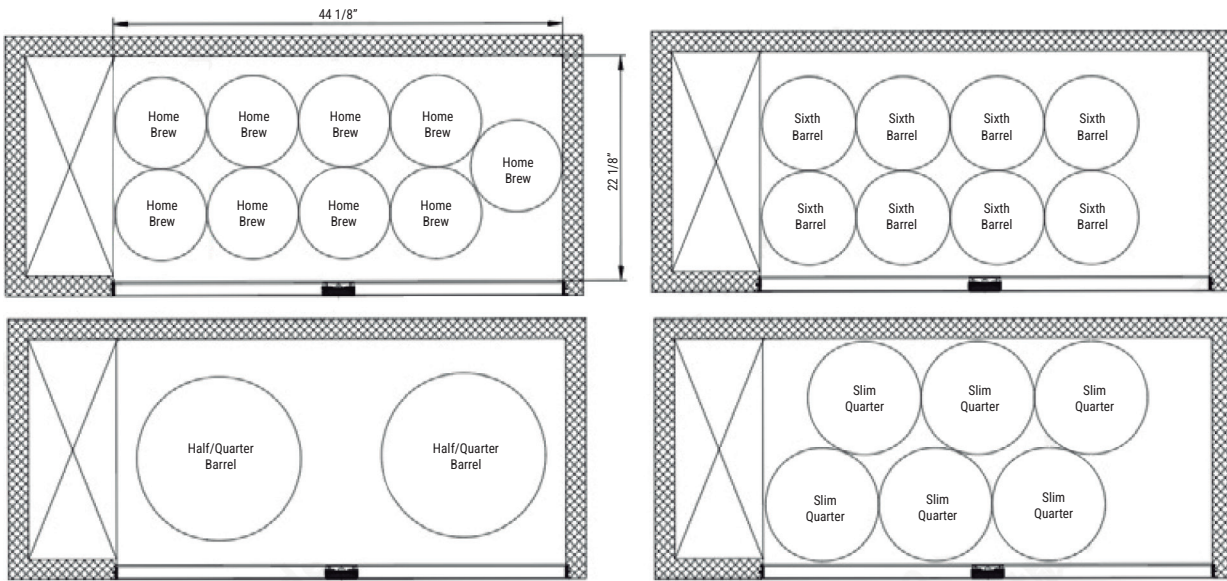 44 1/8”
22 1/8”
Home
Brew
Home
Brew
Home
Brew
Home
Brew
Home
Brew
Home
Brew
Home
Brew
Home
Brew
Home
Brew
Sixth
Barrel
Sixth
Barrel
Sixth
Barrel
Sixth
Barrel
Sixth
Barrel
Sixth
Barrel
Sixth
Barrel
Sixth
Barrel
Half/Quarter
Barrel
Half/Quarter
Barrel
Slim
Quarter
Slim
Quarter
Slim
Quarter
Slim
Quarter
Slim
Quarter
Slim
Quarter